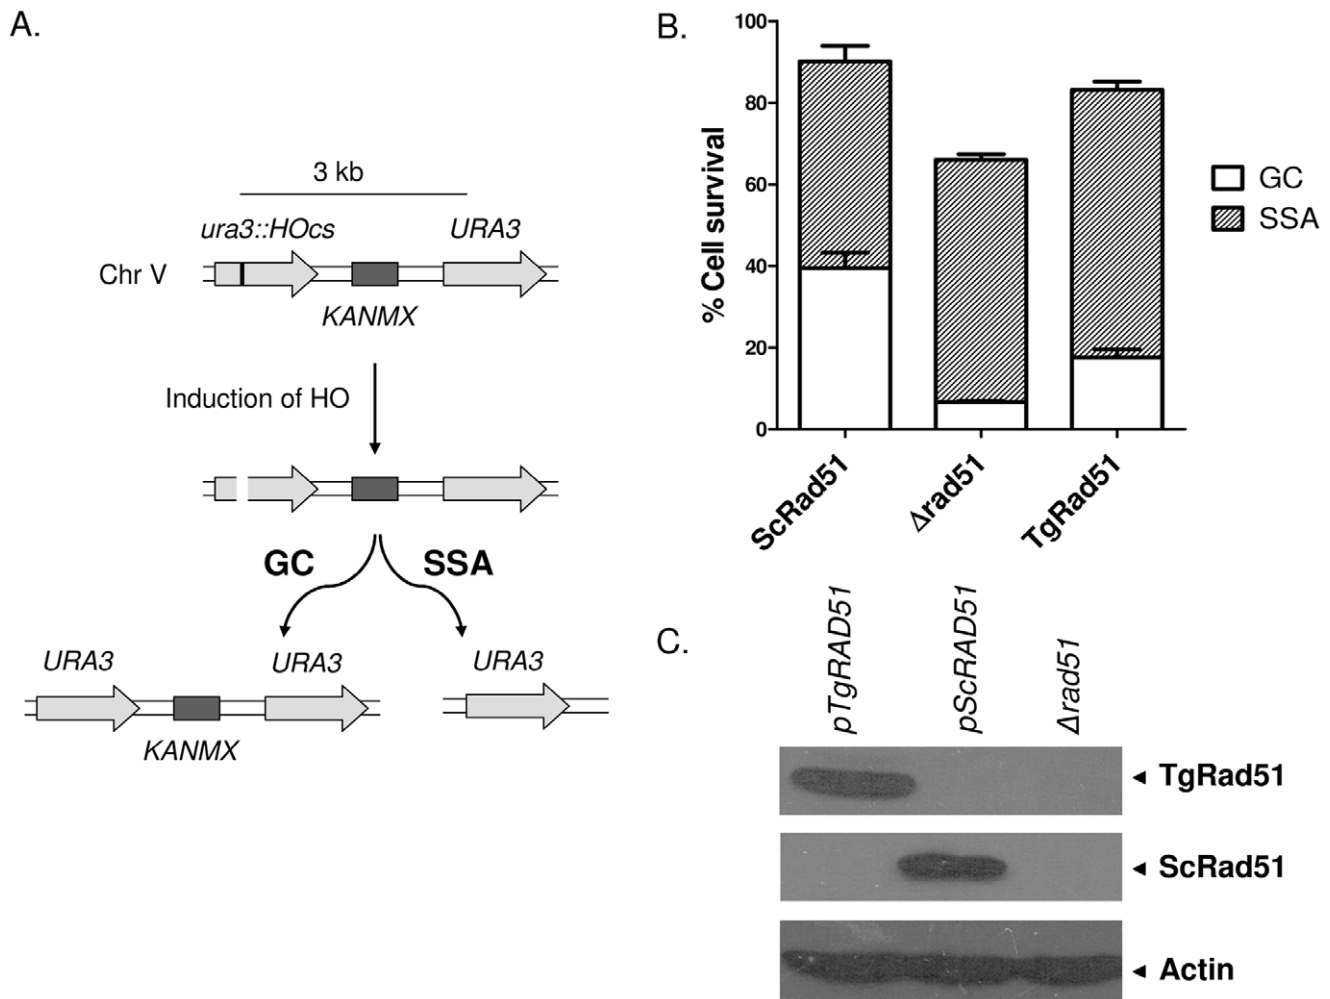 A.
3 kb
ura3::HOcs
URA3
Chr V
KANMX
Induction of HO
GC
SSA
URA3
URA3
URA3
KANMX
B.
% Cell survival
100
80
60
40
20
0
ScRad51
Δrad51
TgRad51
GC
SSA
C.
pTgRAD51
pScRAD51
Δrad51
TgRad51
ScRad51
Actin